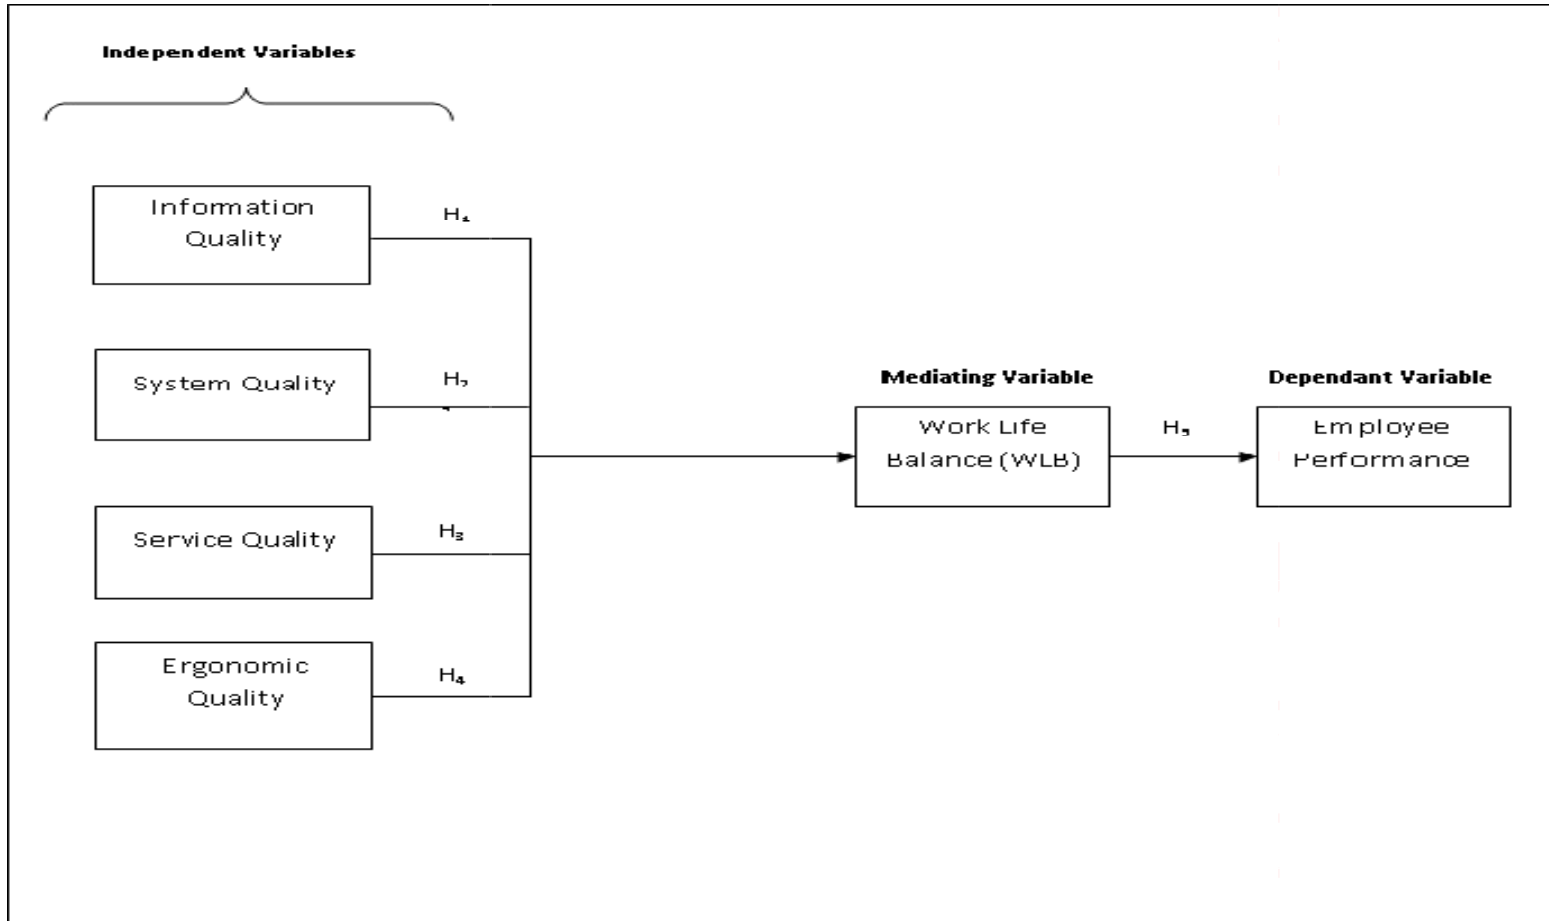 Independent Variables
Information
Quality
H₁
System Quality
H₂
Mediating Variable
Dependant Variable
Work Life
Balance (WLB)
H₅
Employee
Performance
Service Quality
H₃
Ergonomic
Quality
H₄